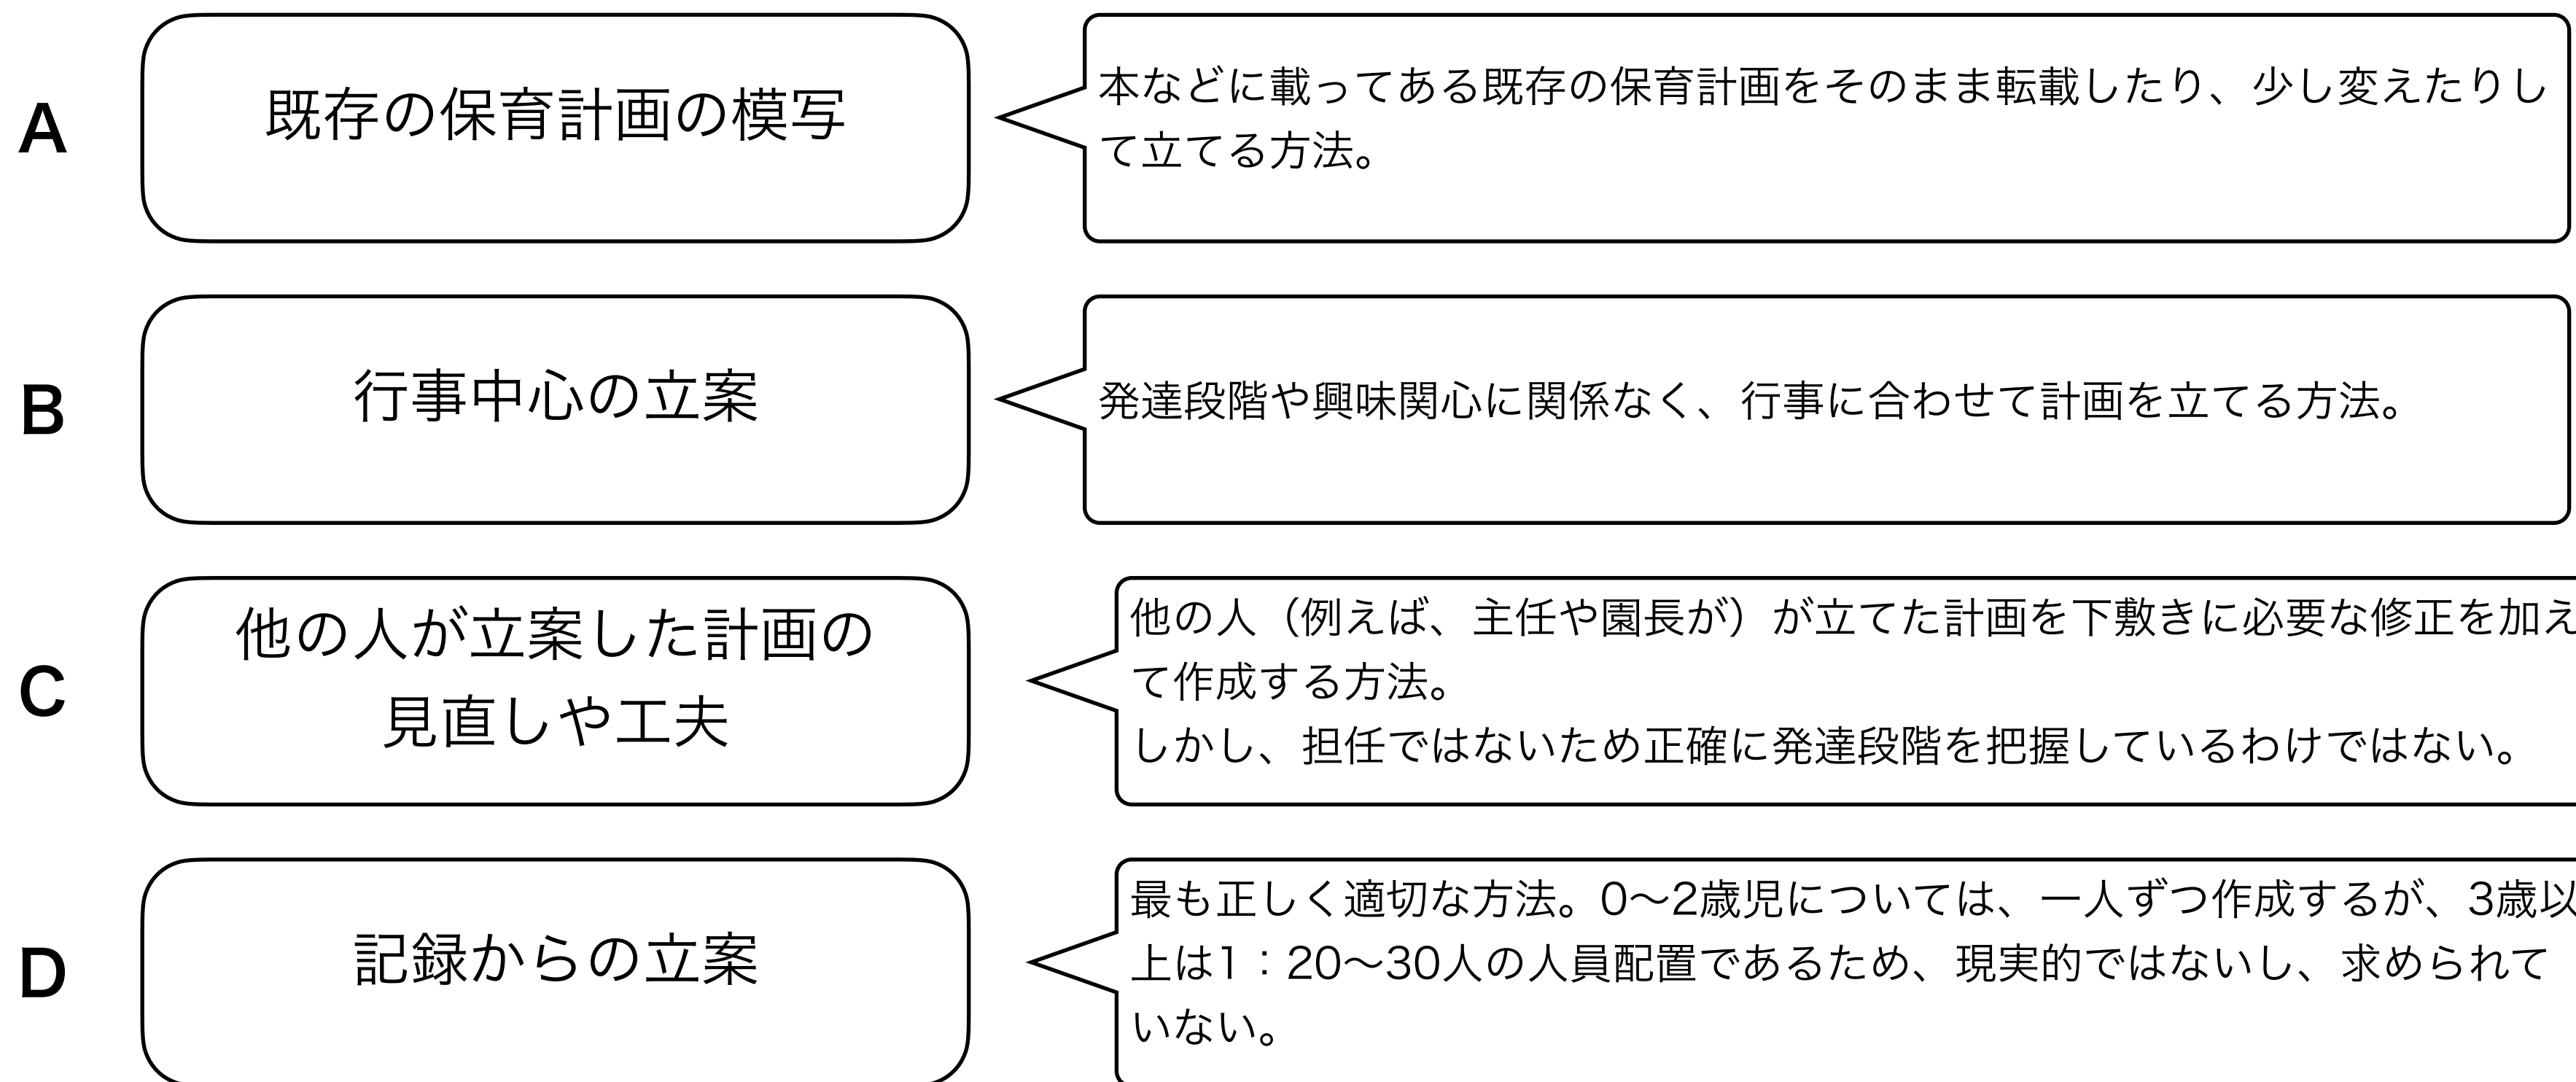 A
既存の保育計画の模写
本などに載ってある既存の保育計画をそのまま転載したり、少し変えたりし
て立てる方法。
B
行事中心の立案
発達段階や興味関心に関係なく、行事に合わせて計画を立てる方法。
C
他の人が立案した計画の
見直しや工夫
他の人（例えば、主任や園長が）が立てた計画を下敷きに必要な修正を加え
て作成する方法。
しかし、担任ではないため正確に発達段階を把握しているわけではない。
D
記録からの立案
最も正しく適切な方法。0〜2歳児については、一人ずつ作成するが、3歳以
上は1：20〜30人の人員配置であるため、現実的ではないし、求められて
いない。